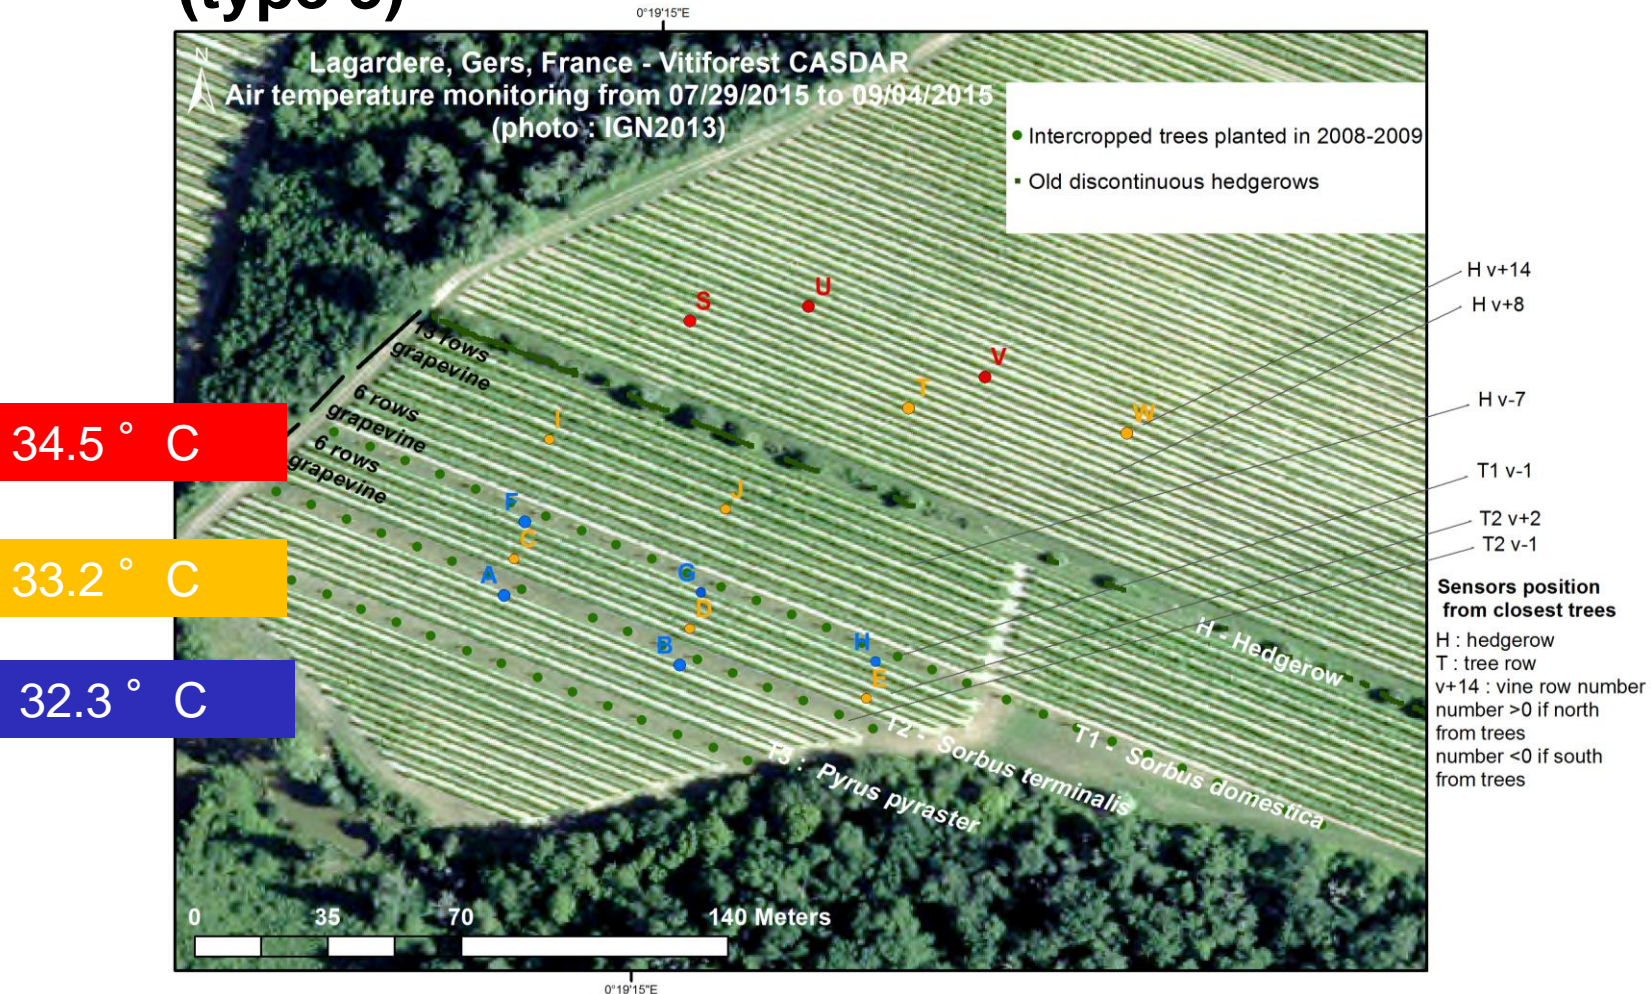 (type 3)
0°19'15"E
N
Lagardere, Gers, France - Vitiforest CASDAR
Air temperature monitoring from 07/29/2015 to 09/04/2015
(photo : IGN2013)
Intercropped trees planted in 2008-2009
Old discontinuous hedgerows
H v+14
H v+8
H v-7
T1 v-1
T2 v+2
T2 v-1
S
U
V
T
W
13 rows
grapevine
6 rows
grapevine
6 rows
grapevine
I
J
F
C
A
G
D
B
H
E
34.5 ° C
33.2 ° C
32.3 ° C
H - Hedgerow
T1 - Sorbus domestica
T2 - Sorbus terminalis
T3 : Pyrus pyraster
Sensors position
from closest trees
H : hedgerow
T : tree row
v+14 : vine row number
number >0 if north
from trees
number <0 if south
from trees
0 35 70 140 Meters
0°19'15"E